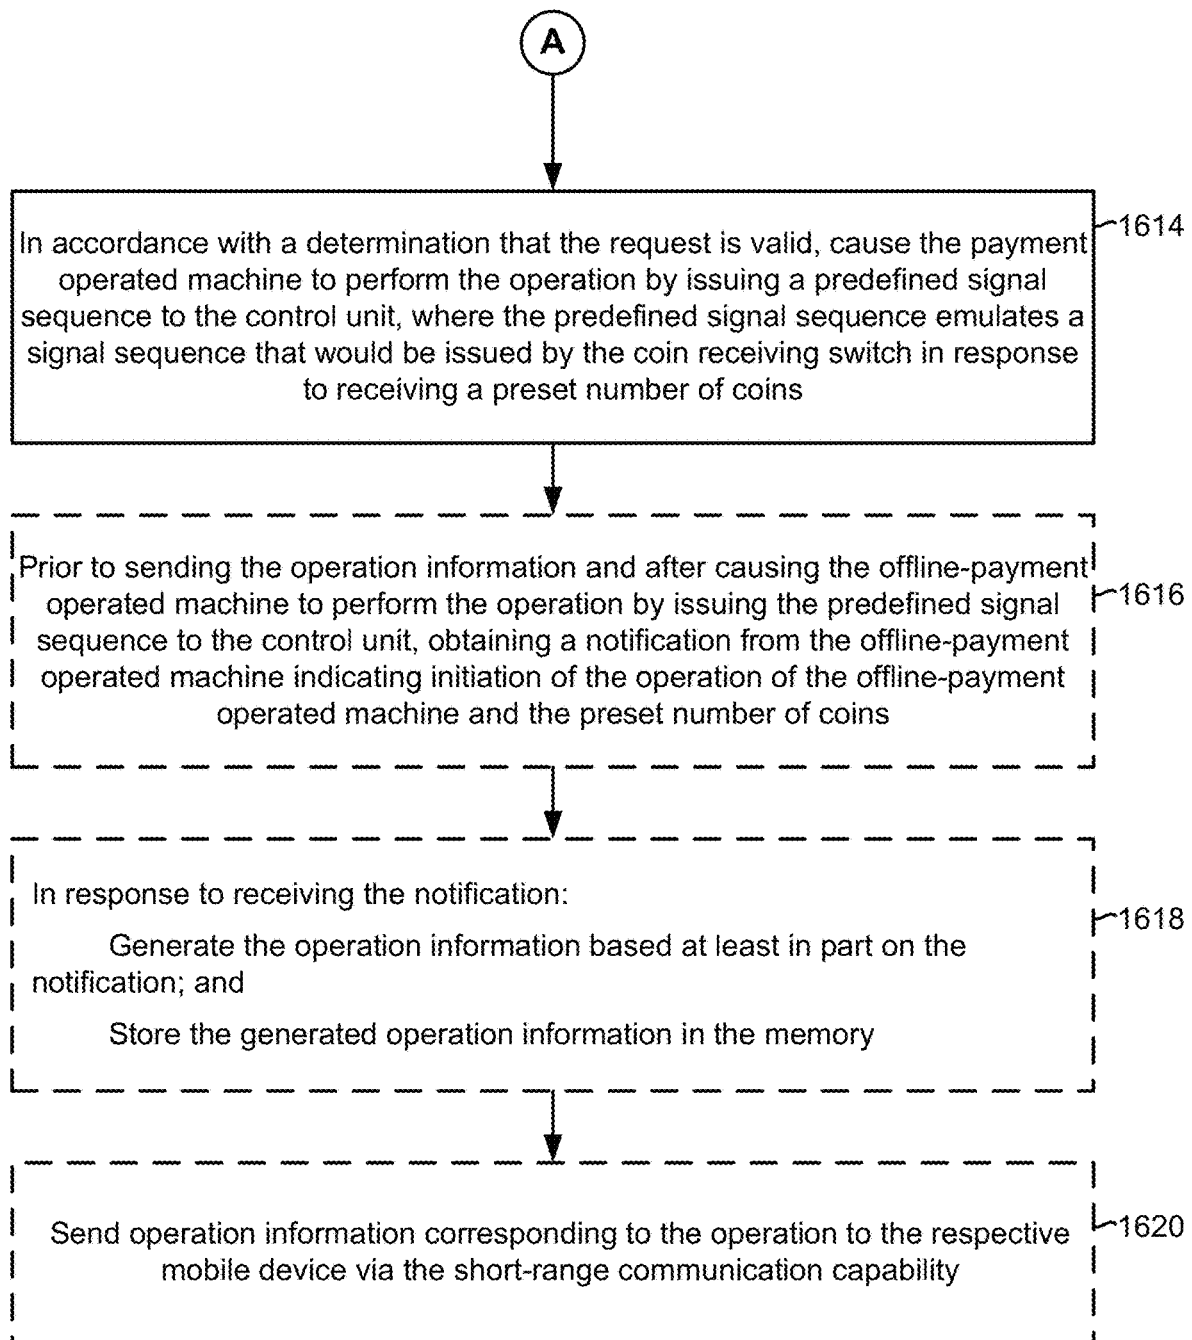 A
In accordance with a determination that the request is valid, cause the payment
operated machine to perform the operation by issuing a predefined signal
sequence to the control unit, where the predefined signal sequence emulates a
signal sequence that would be issued by the coin receiving switch in response
to receiving a preset number of coins
1614
Prior to sending the operation information and after causing the offline-payment
operated machine to perform the operation by issuing the predefined signal
sequence to the control unit, obtaining a notification from the offline-payment
operated machine indicating initiation of the operation of the offline-payment
operated machine and the preset number of coins
1616
In response to receiving the notification:
Generate the operation information based at least in part on the
notification; and
Store the generated operation information in the memory
1618
Send operation information corresponding to the operation to the respective
mobile device via the short-range communication capability
1620